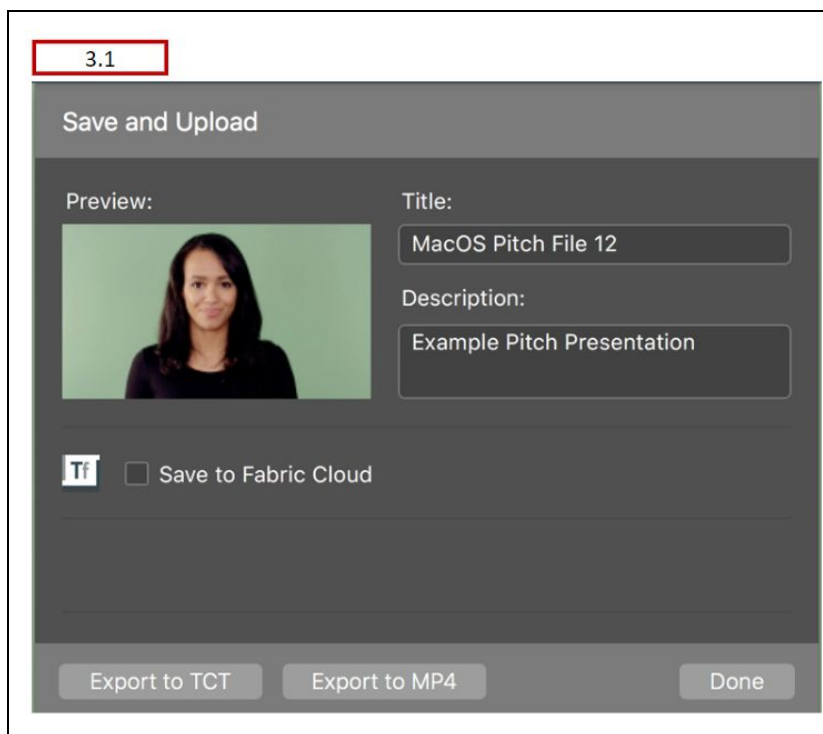 3.1
Save and Upload
Preview:
Title:
MacOS Pitch File 12
Description:
Example Pitch Presentation
Tf
Save to Fabric Cloud
Export to TCT
Export to MP4
Done